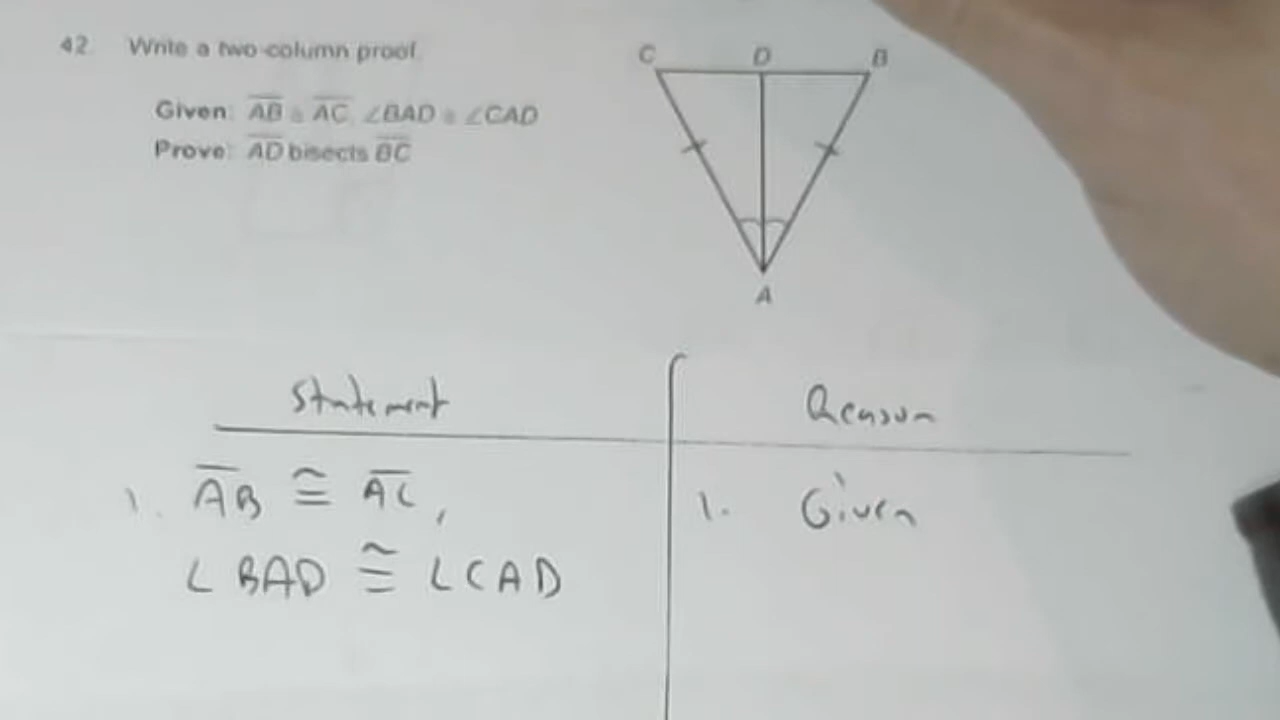 42 Write a two-column proof.
Given: AB ≅ AC, ∠BAD ≅ ∠CAD
Prove: AD bisects BC
C D B
A
Statement Reason
1. AB ≅ AC, 1. Given
∠BAD ≅ ∠CAD